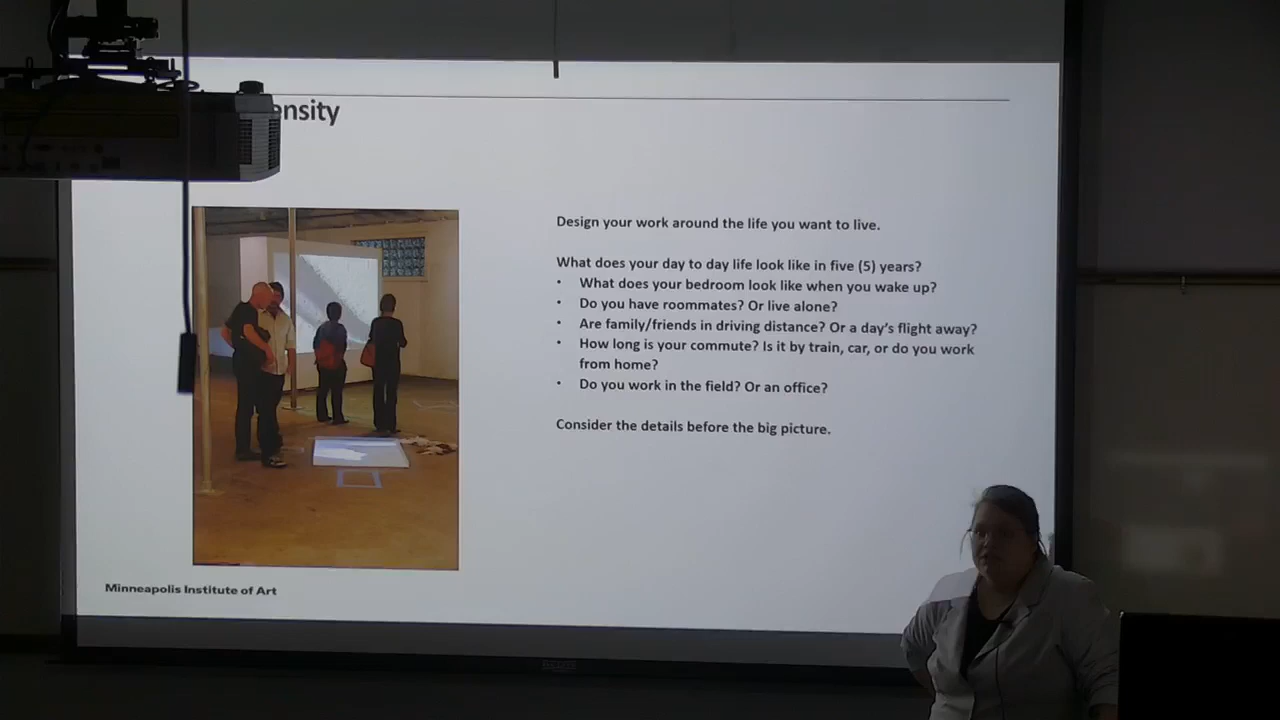 ensity
Design your work around the life you want to live.
What does your day to day life look like in five (5) years?
• What does your bedroom look like when you wake up?
• Do you have roommates? Or live alone?
• Are family/friends in driving distance? Or a day's flight away?
• How long is your commute? Is it by train, car, or do you work
from home?
• Do you work in the field? Or an office?
Consider the details before the big picture.
Minneapolis Institute of Art